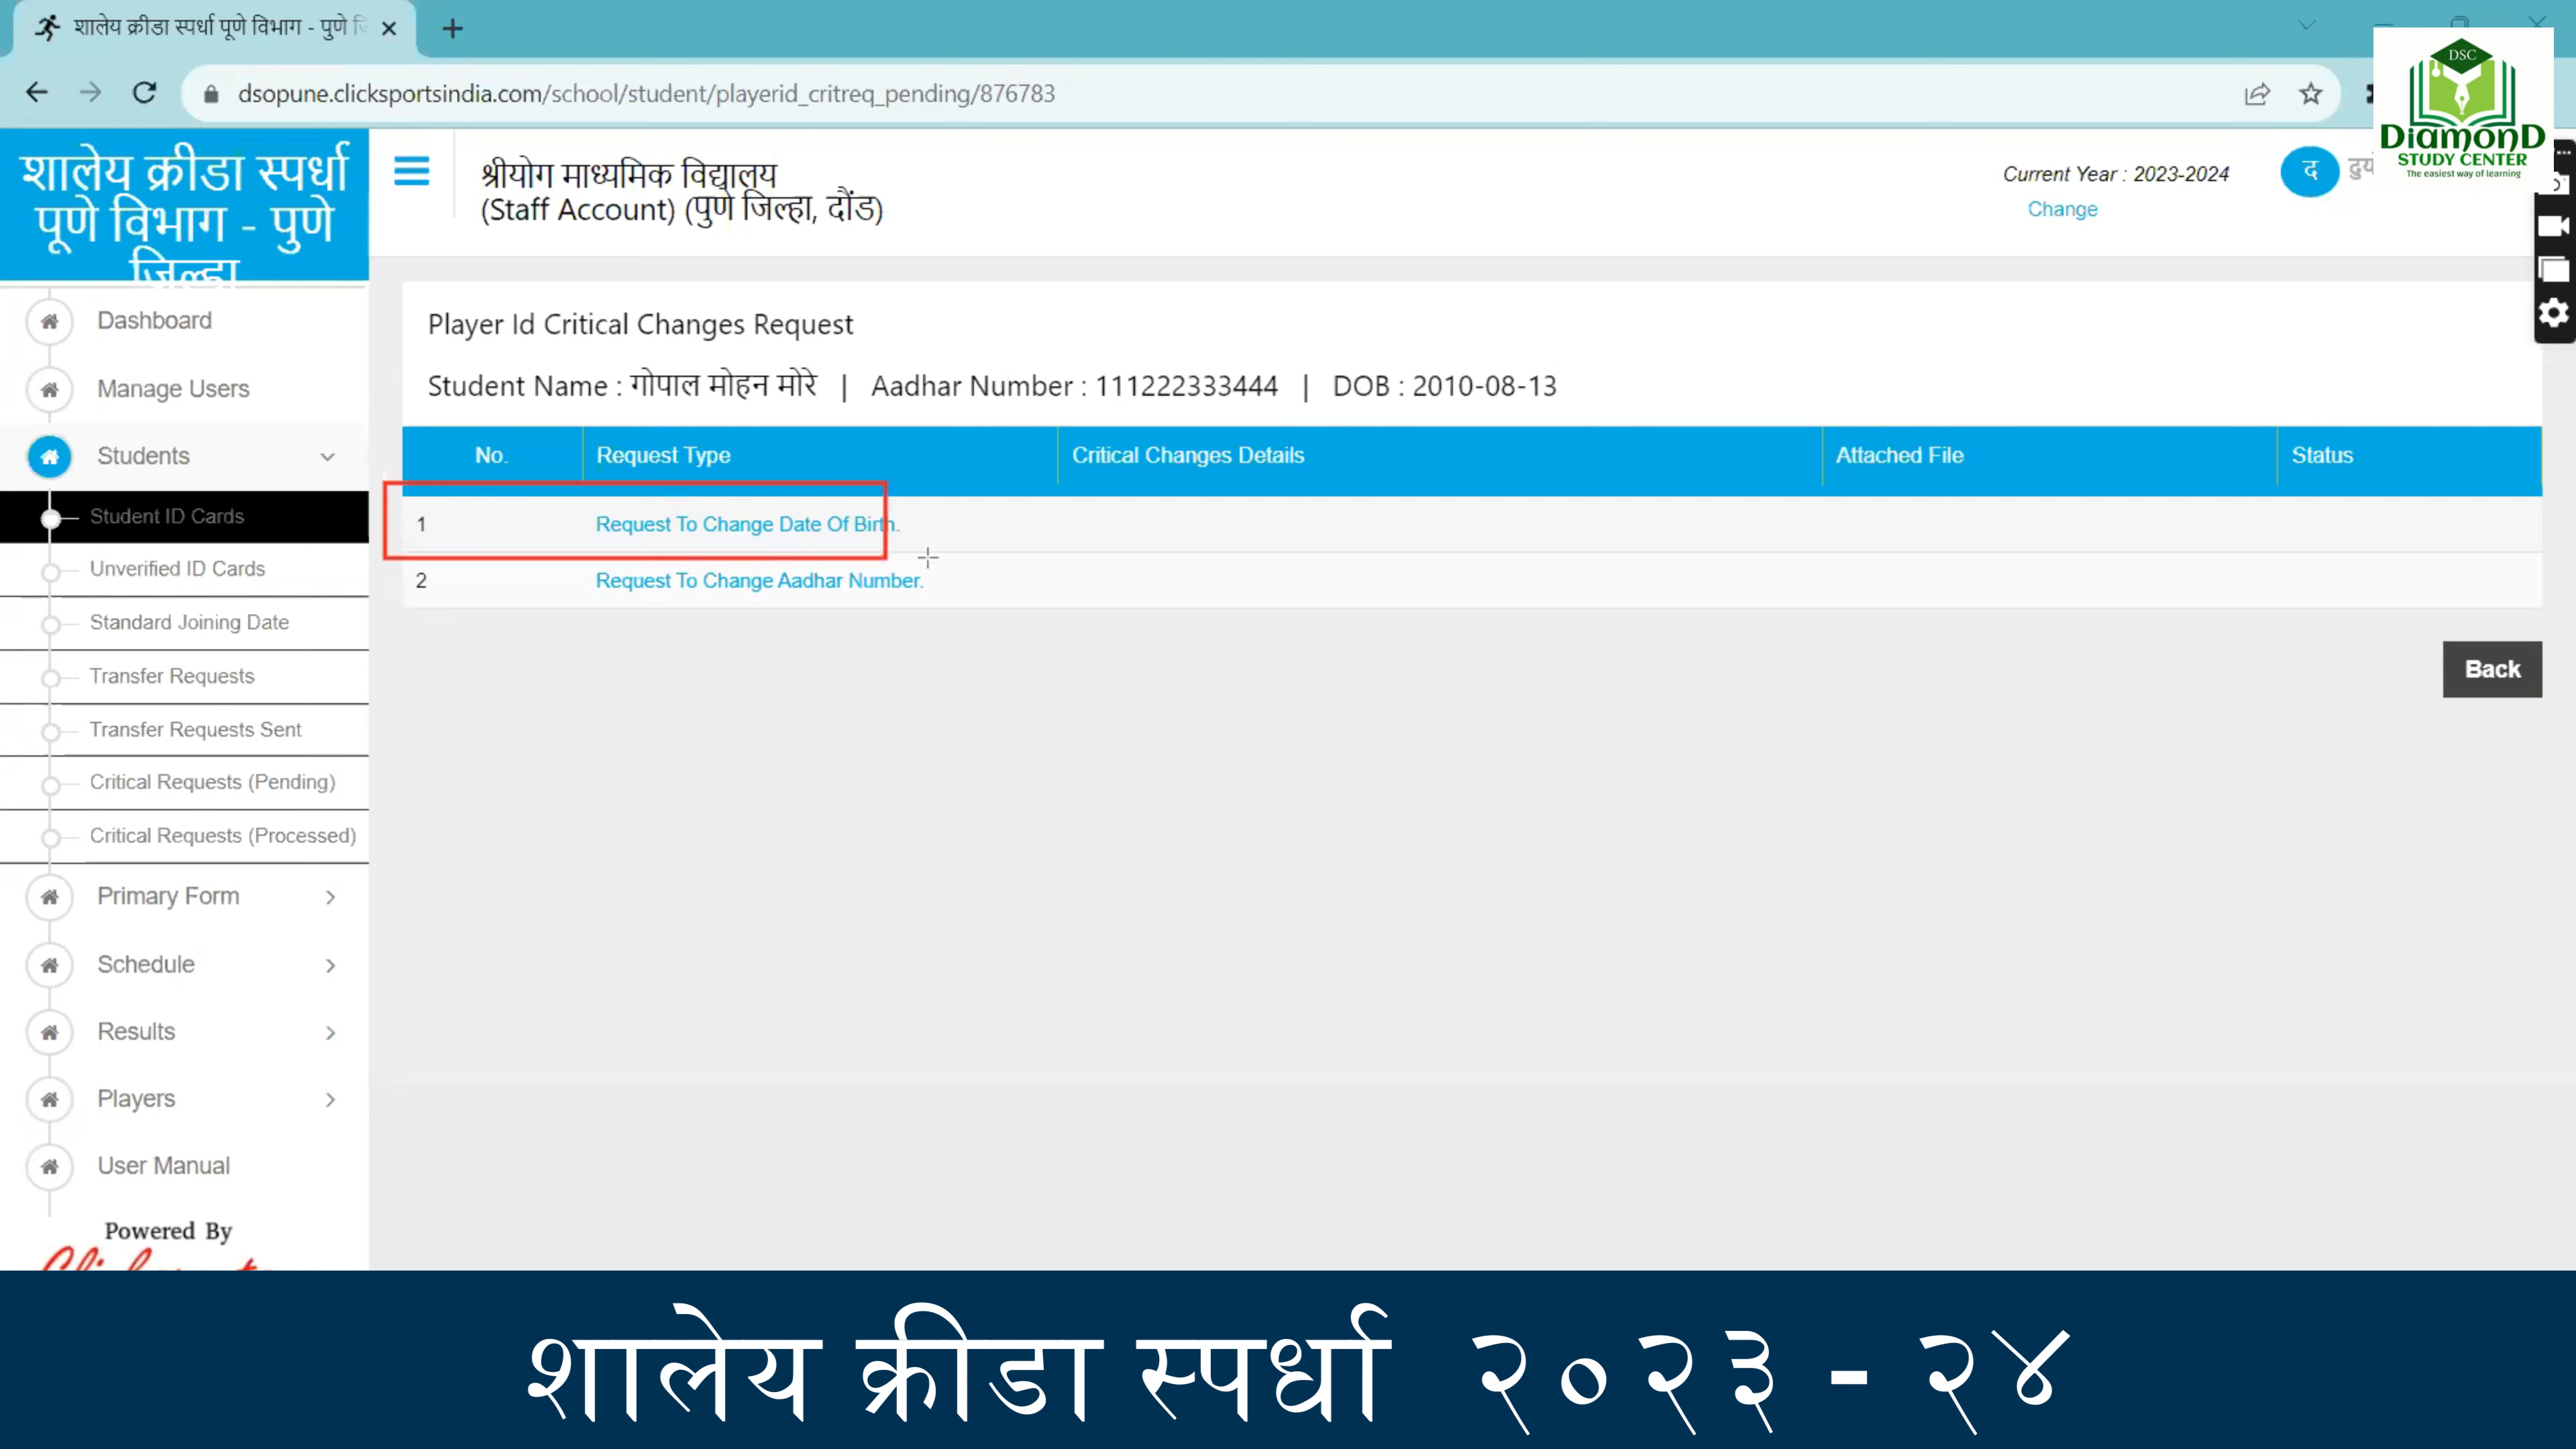 शालेय क्रीडा स्पर्धा पूणे विभाग - पुणे
dsopune.clicksportsindia.com/school/student/playerid_critreq_pending/876783
DSC
DiamonD
STUDY CENTER
The easiest way of learning
शालेय क्रीडा स्पर्धा
पूणे विभाग - पुणे
जिल्हा
श्रीयोग माध्यमिक विद्यालय
(Staff Account) (पुणे जिल्हा, दौंड)
Current Year : 2023-2024
Change
द
Dashboard
Manage Users
Students
Student ID Cards
Unverified ID Cards
Standard Joining Date
Transfer Requests
Transfer Requests Sent
Critical Requests (Pending)
Critical Requests (Processed)
Primary Form
Schedule
Results
Players
User Manual
Powered By
Player Id Critical Changes Request
Student Name : गोपाल मोहन मोरे | Aadhar Number : 111222333444 | DOB : 2010-08-13
No. Request Type Critical Changes Details Attached File Status
1 Request To Change Date Of Birth.
2 Request To Change Aadhar Number.
Back
शालेय क्रीडा स्पर्धा २०२३ - २४